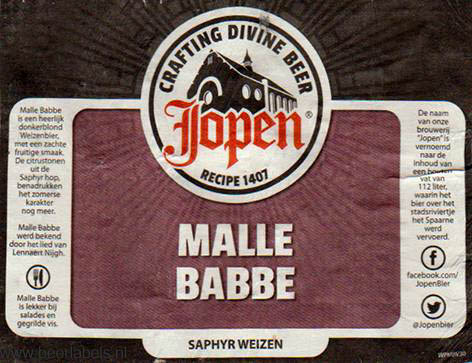 CRAFTING DIVINE BEER
Jopen®
RECIPE 1407
MALLE
BABBE
SAPHYR WEIZEN
Malle Babbe
is een heerlijk
donkerblond
Weizenbier,
met een zachte
fruitige smaak.
De citrustonen
uit de
Saphyr hop,
benadrukken
het zomerse
karakter
nog meer.
Malle Babbe
werd bekend
door het lied van
Lennaert Nijgh.
Malle Babbe
is lekker bij
salades en
gegrilde vis.
De naam
van onze
brouwerij
"Jopen" is
vernoemd
naar de
inhoud van
een houten
vat van
112 liter,
waarin het
bier over het
stadsriviertje
het Spaarne
werd
vervoerd.
f
facebook.com/
JopenBier
@Jopenbier
www.beerlabels.nl